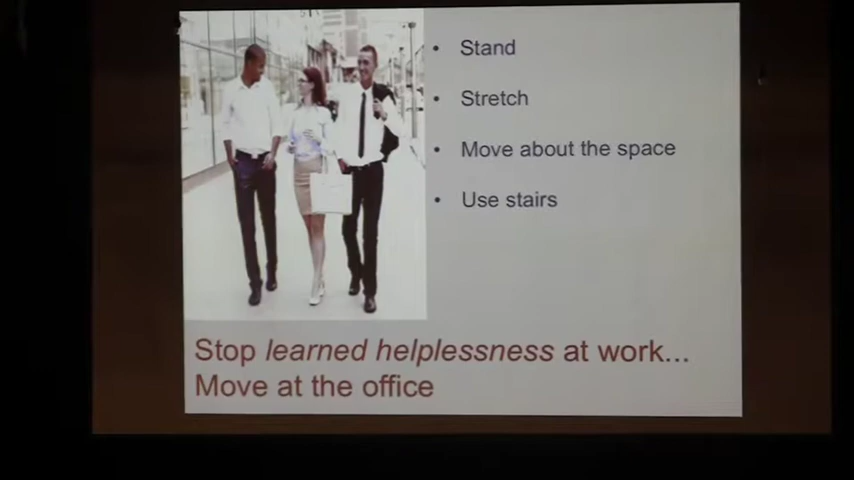 • Stand
• Stretch
• Move about the space
• Use stairs
Stop learned helplessness at work...
Move at the office